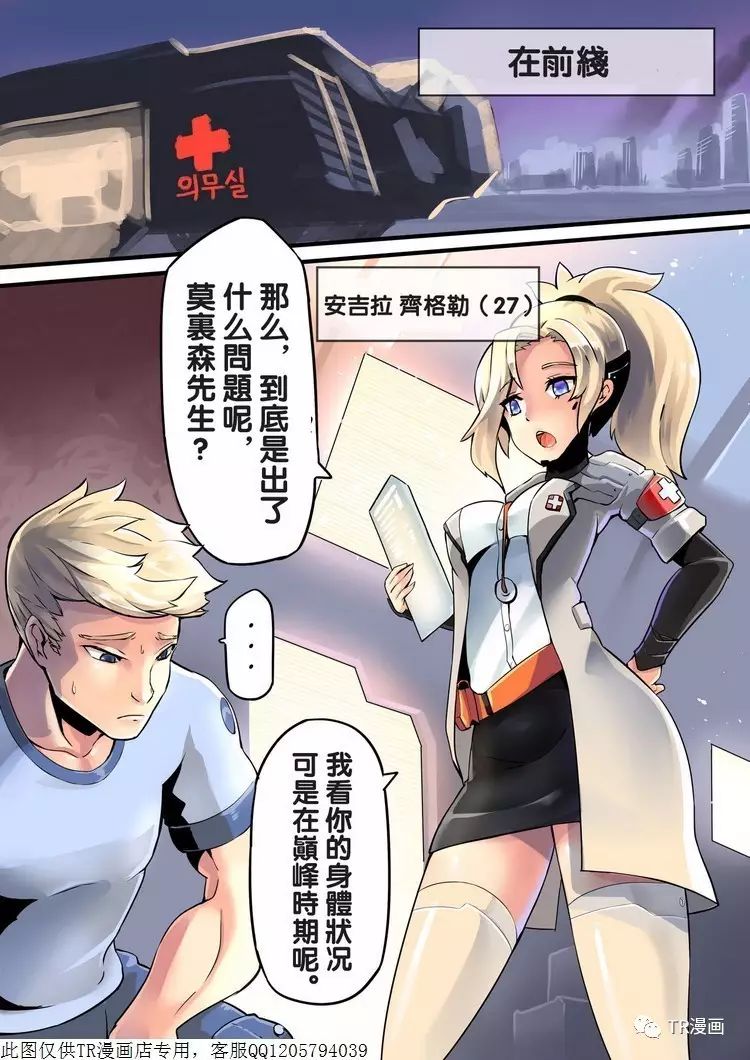 在前綫
의무실
安吉拉 齊格勒（27）
那么，到底是出了
什么問題呢，
莫裏森先生？
...
我看你的身體狀況
可是在巔峰時期呢。
TR漫画
此图仅供TR漫画店专用，客服QQ1205794039